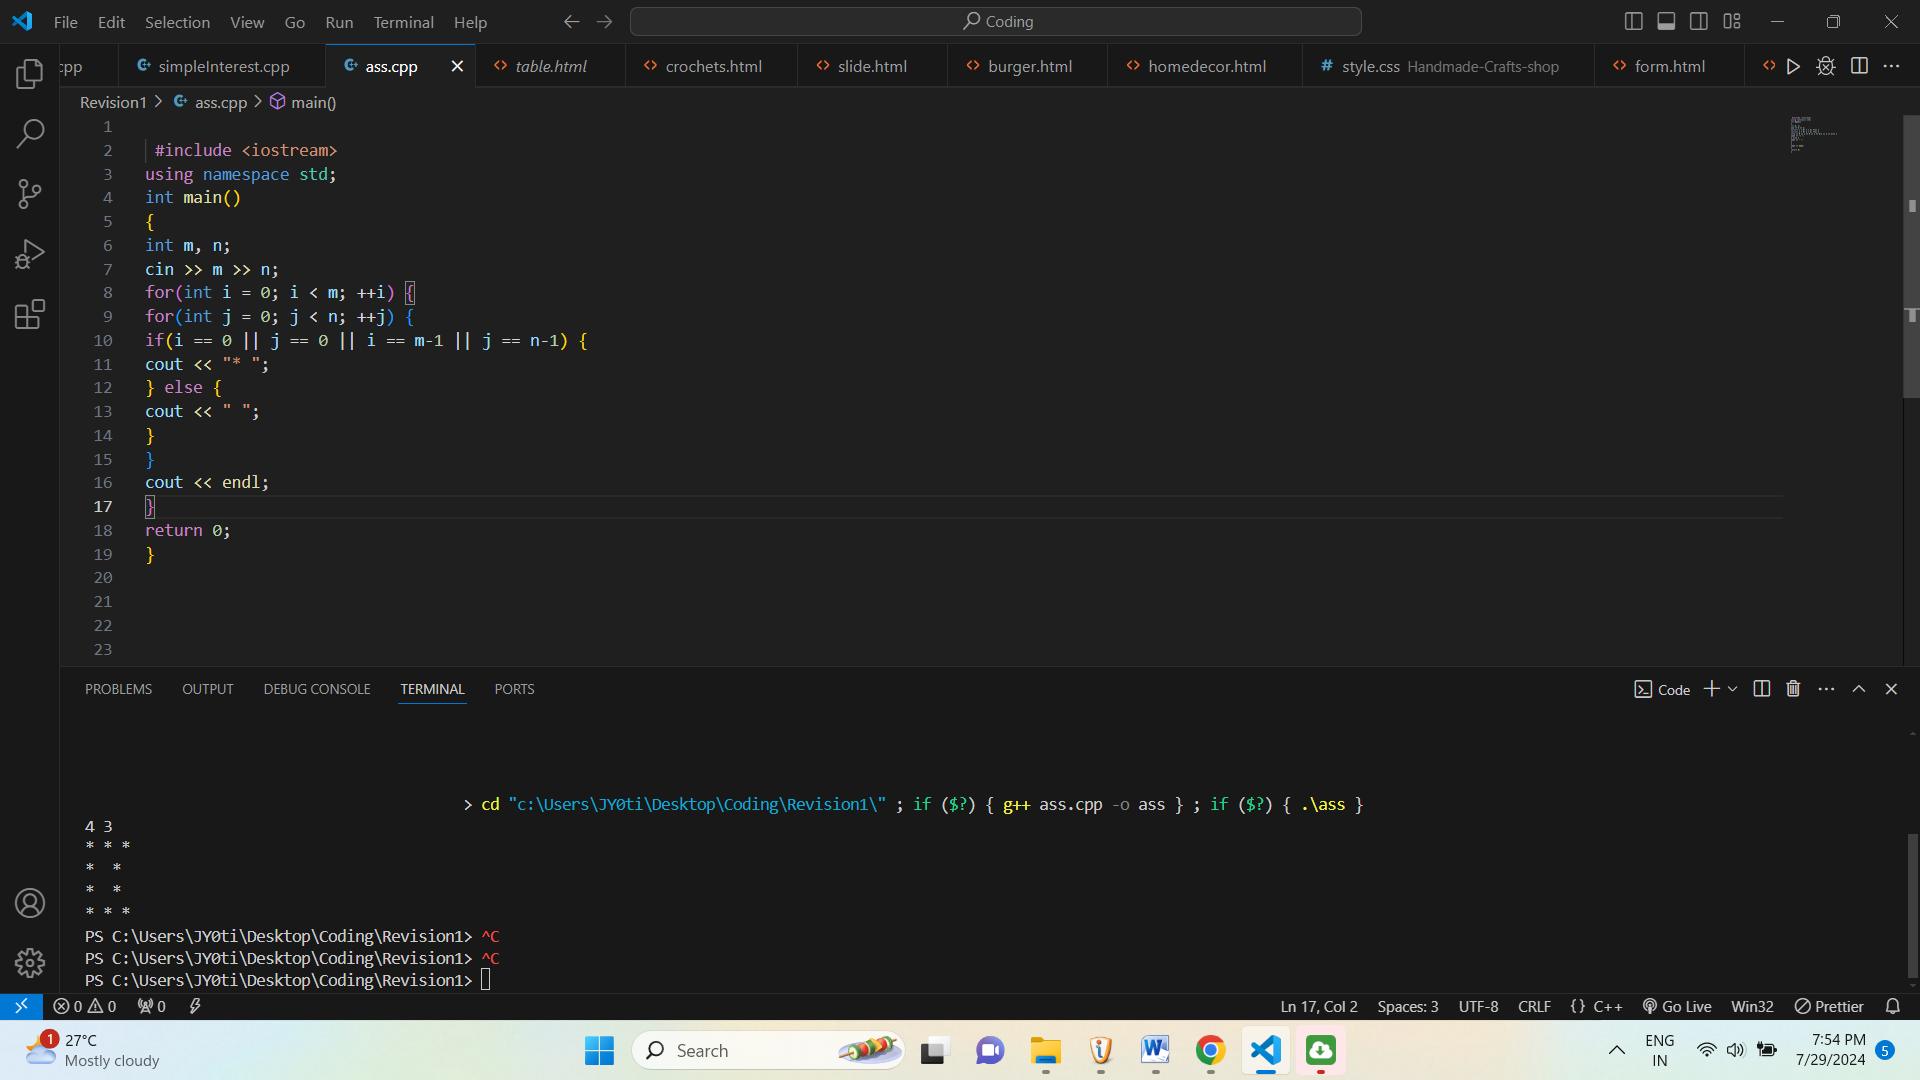 File Edit Selection View Go Run Terminal Help Coding
cpp simpleInterest.cpp ass.cpp table.html crochets.html slide.html burger.html homedecor.html style.css Handmade-Crafts-shop form.html
Revision1 > ass.cpp > main()
1
2 #include <iostream>
3 using namespace std;
4 int main()
5 {
6 int m, n;
7 cin >> m >> n;
8 for(int i = 0; i < m; ++i) {
9 for(int j = 0; j < n; ++j) {
10 if(i == 0 || j == 0 || i == m-1 || j == n-1) {
11 cout << "* ";
12 } else {
13 cout << " ";
14 }
15 }
16 cout << endl;
17 }
18 return 0;
19 }
20
21
22
23
PROBLEMS OUTPUT DEBUG CONSOLE TERMINAL PORTS Code
> cd "c:\Users\JY0ti\Desktop\Coding\Revision1\" ; if ($?) { g++ ass.cpp -o ass } ; if ($?) { .\ass }
4 3
* * *
*  *
*  *
* * *
PS C:\Users\JY0ti\Desktop\Coding\Revision1> ^C
PS C:\Users\JY0ti\Desktop\Coding\Revision1> ^C
PS C:\Users\JY0ti\Desktop\Coding\Revision1>
0 0 0 Ln 17, Col 2 Spaces: 3 UTF-8 CRLF {} C++ Go Live Win32 Prettier
1 27°C
Mostly cloudy
Search
ENG
IN
7:54 PM
7/29/2024
5